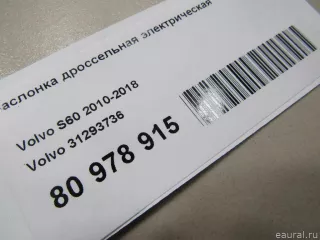 аслонка дроссельная электрическая
Volvo S60 2010-2018
Volvo 31293736
80 978 915
eaural.ru